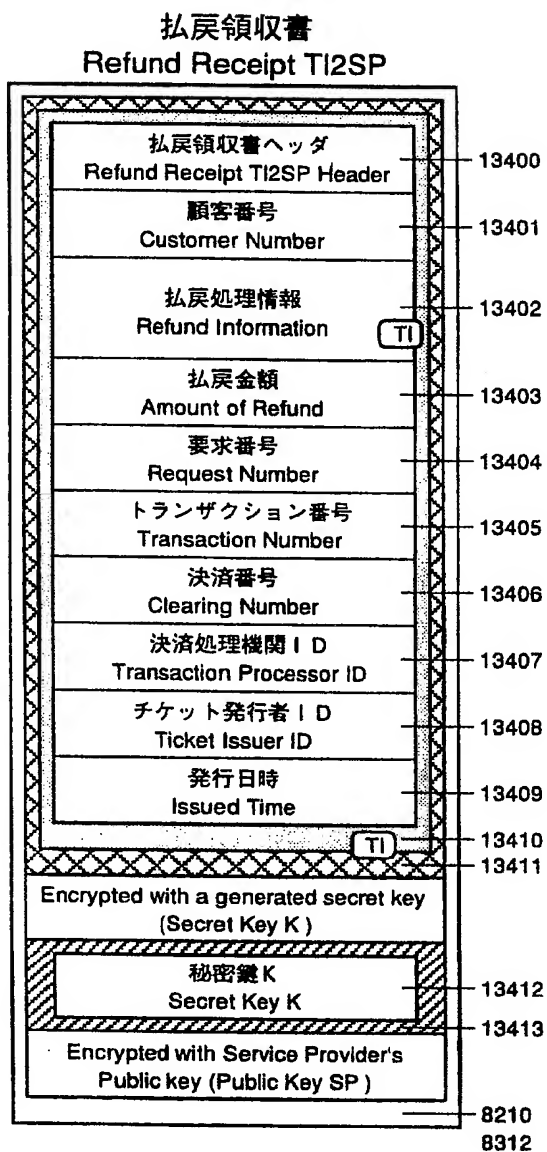 払戻領収書
Refund Receipt TI2SP
払戻領収書ヘッダ
Refund Receipt TI2SP Header
13400
顧客番号
Customer Number
13401
払戻処理情報
Refund Information
TI
13402
払戻金額
Amount of Refund
13403
要求番号
Request Number
13404
トランザクション番号
Transaction Number
13405
決済番号
Clearing Number
13406
決済処理機関ID
Transaction Processor ID
13407
チケット発行者ID
Ticket Issuer ID
13408
発行日時
Issued Time
13409
TI
13410
13411
Encrypted with a generated secret key
(Secret Key K )
秘密鍵K
Secret Key K
13412
13413
Encrypted with Service Provider's
Public key (Public Key SP )
8210
8312